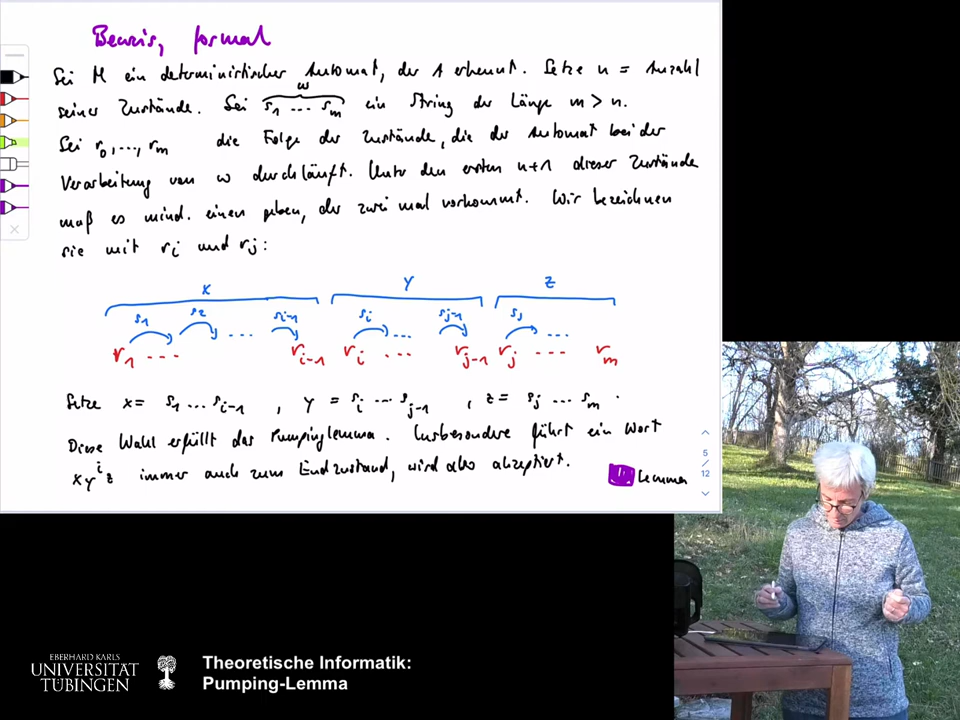 Beweis, formal
Sei M ein deterministischer Automat, der A erkennt. Setze n = Anzahl
w
seiner Zustände. Sei s1 ... sm ein String der Länge m > n.
Sei r0,...,rm die Folge der Zustände, die der Automat bei der
Verarbeitung von w durchläuft. Unter den ersten n+1 dieser Zustände
muß es mind. einen geben, der zwei mal vorkommt. Wir bezeichnen
sie mit ri und rj:
x y z
s1 s2 ... si-1 si ... sj-1 sj ...
r1 ... ri-1 ri ... rj-1 rj ... rm
Setze x = s1 ... si-1 , y = si ... sj-1 , z = sj ... sm .
Diese Wahl erfüllt das Pumpinglemma. Insbesondere führt ein Wort
xy^i z immer auch zum Endzustand, wird also akzeptiert.
Lemma
5
/
12
EBERHARD KARLS
UNIVERSITÄT
TÜBINGEN
Theoretische Informatik:
Pumping-Lemma